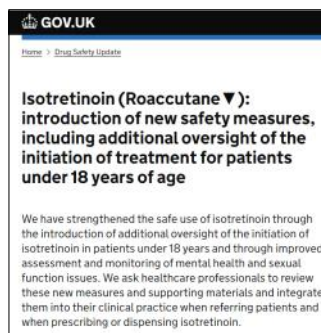 GOV.UK
Home > Drug Safety Update
Isotretinoin (Roaccutane▼):
introduction of new safety measures,
including additional oversight of the
initiation of treatment for patients
under 18 years of age
We have strengthened the safe use of isotretinoin through
the introduction of additional oversight of the initiation of
isotretinoin in patients under 18 years and through improved
assessment and monitoring of mental health and sexual
function issues. We ask healthcare professionals to review
these new measures and supporting materials and integrate
them into their clinical practice when referring patients and
when prescribing or dispensing isotretinoin.